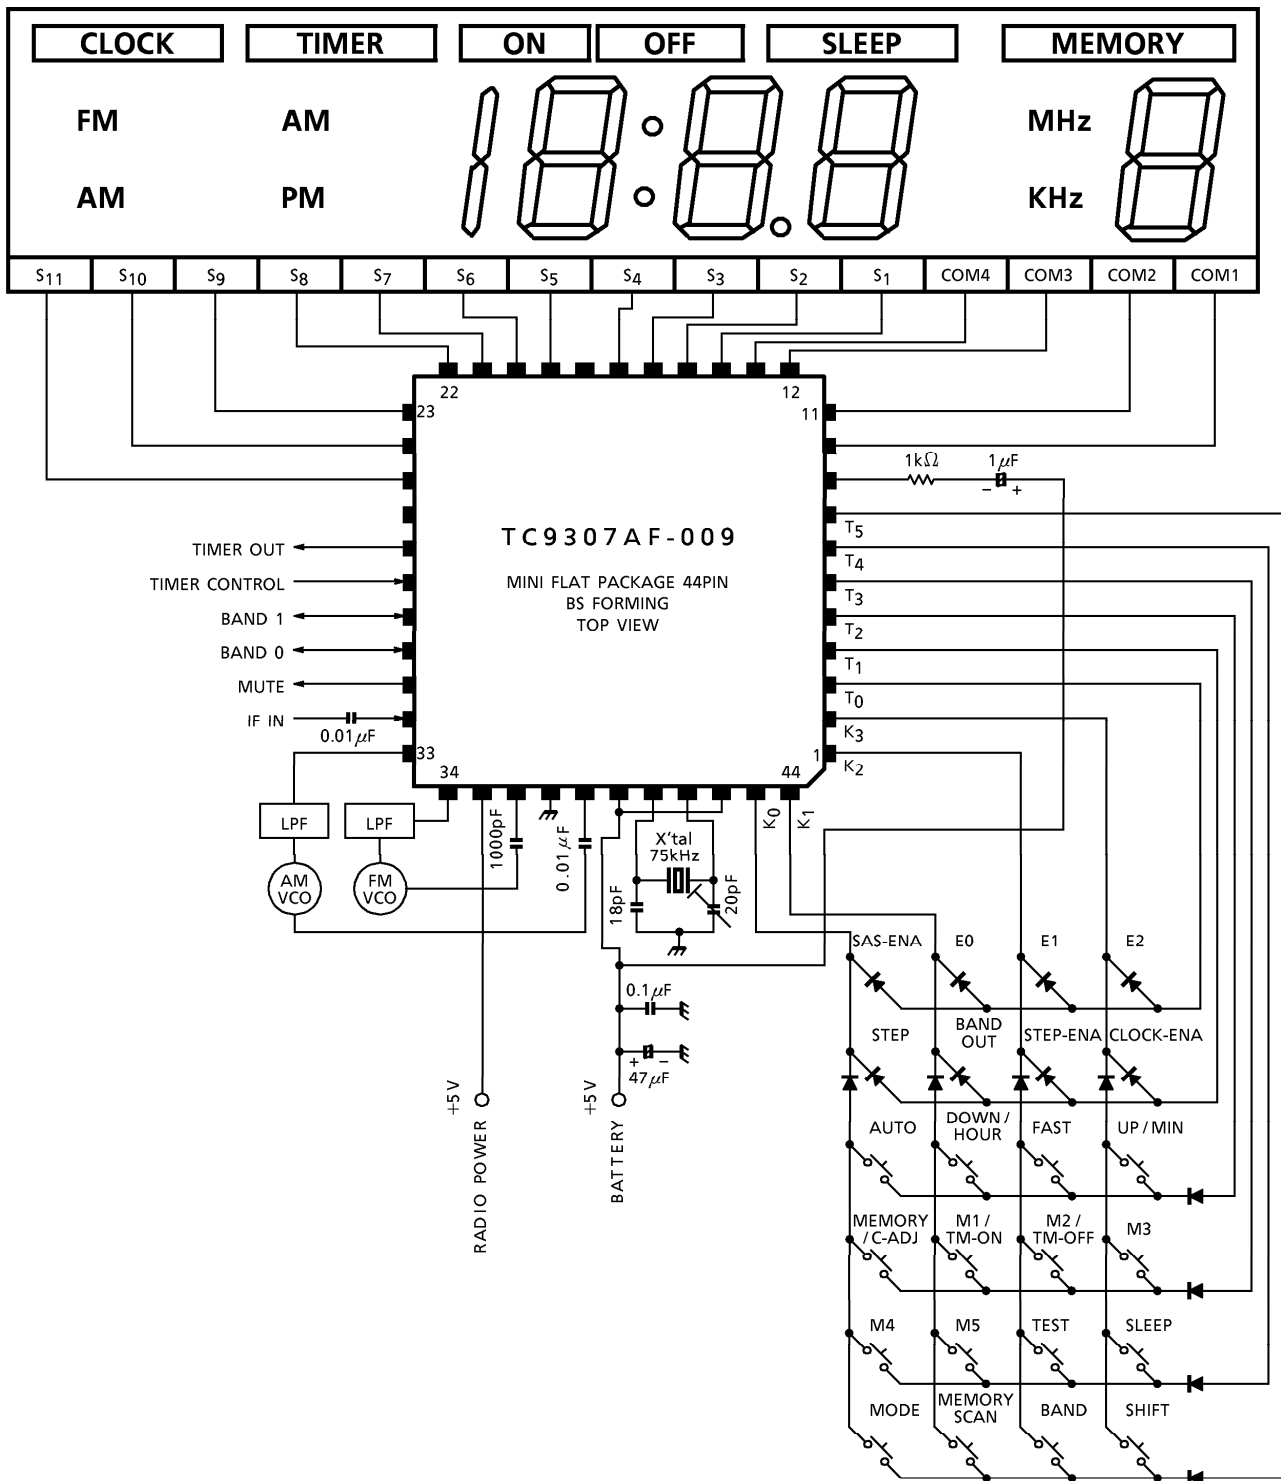 CLOCK TIMER ON OFF SLEEP MEMORY
FM AM MHz
AM PM KHz
S11 S10 S9 S8 S7 S6 S5 S4 S3 S2 S1 COM4 COM3 COM2 COM1
22 12
23 11
1kΩ 1μF
− +
TC9307AF-009
MINI FLAT PACKAGE 44PIN
BS FORMING
TOP VIEW
T5
TIMER OUT
T4
TIMER CONTROL
T3
BAND 1
T2
BAND 0
T1
MUTE
T0
IF IN
0.01μF
K3
33 1
K2
34 44
LPF LPF
1000pF
0.01μF
X'tal
75kHz
K0 K1
AM
VCO
FM
VCO
18pF 20pF
SAS-ENA E0 E1 E2
0.1μF
STEP BAND
OUT STEP-ENA CLOCK-ENA
+ −
47μF
+5V +5V
RADIO POWER
BATTERY
AUTO DOWN/
HOUR FAST UP/MIN
MEMORY
/C-ADJ M1/
TM-ON M2/
TM-OFF M3
M4 M5 TEST SLEEP
MODE MEMORY
SCAN BAND SHIFT